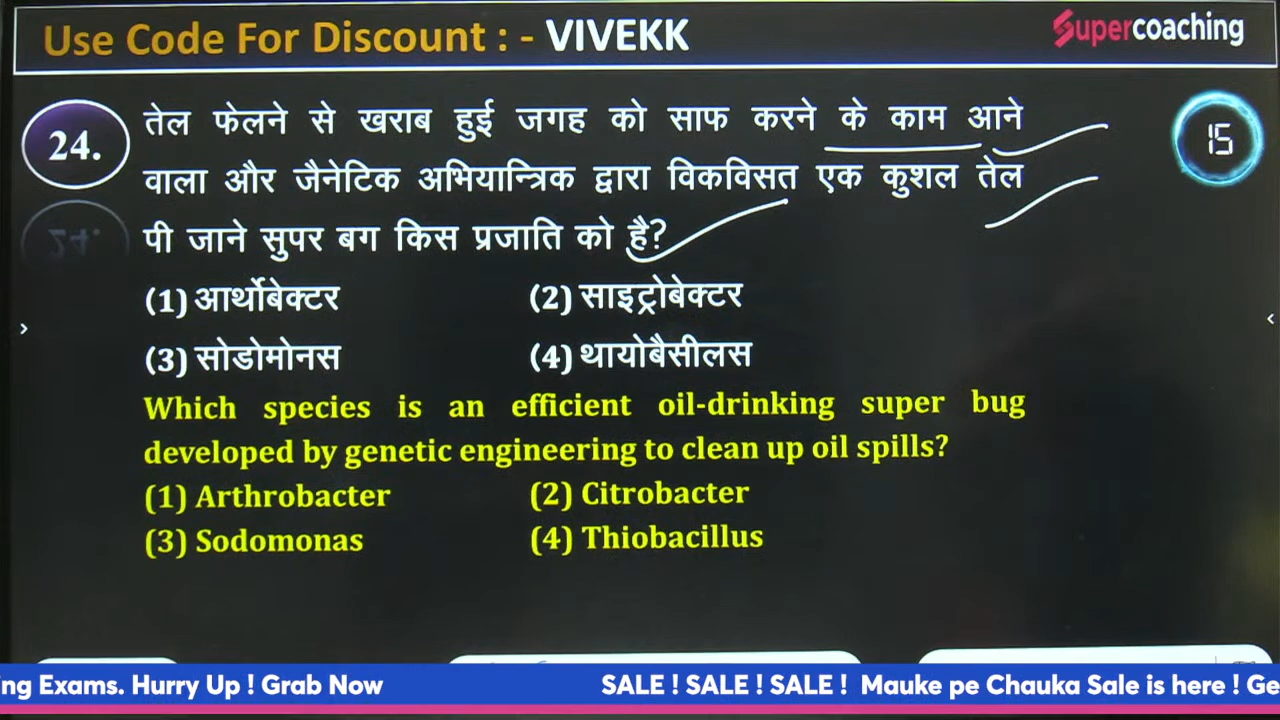 Use Code For Discount : - VIVEKK
Supercoaching
24.
तेल फेलने से खराब हुई जगह को साफ करने के काम आने
15
वाला और जैनेटिक अभियान्त्रिक द्वारा विकविसत एक कुशल तेल
पी जाने सुपर बग किस प्रजाति को है?
(1) आर्थोबेक्टर (2) साइट्रोबेक्टर
(3) सोडोमोनस (4) थायोबैसीलस
Which species is an efficient oil-drinking super bug
developed by genetic engineering to clean up oil spills?
(1) Arthrobacter (2) Citrobacter
(3) Sodomonas (4) Thiobacillus
ng Exams. Hurry Up ! Grab Now SALE ! SALE ! SALE ! Mauke pe Chauka Sale is here ! Ge